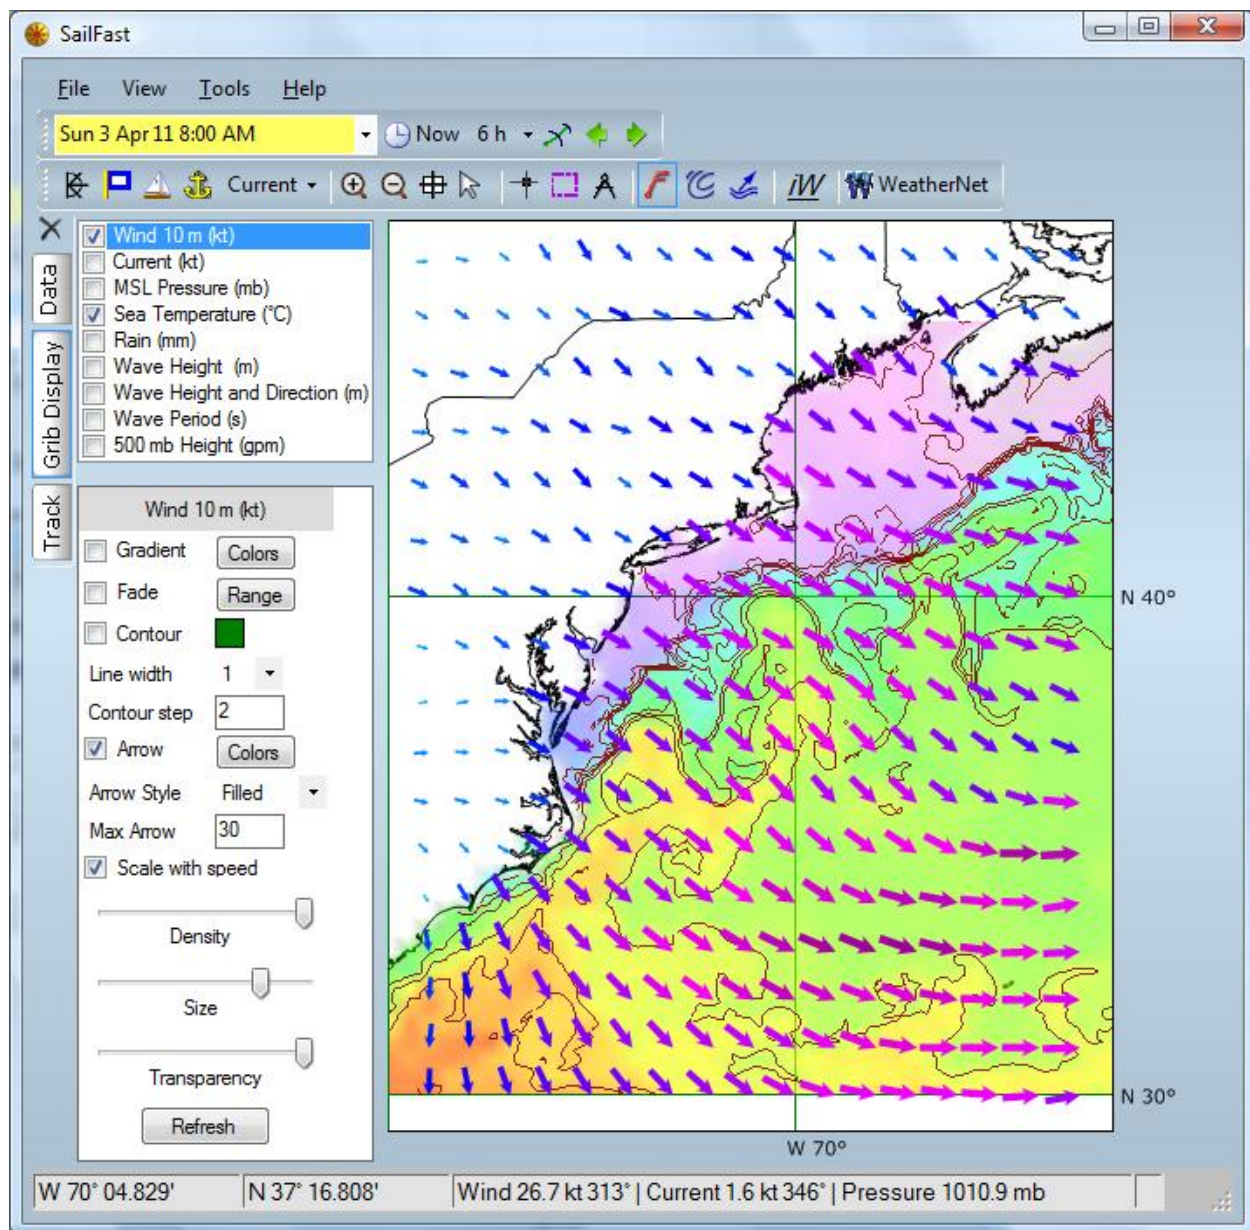 SailFast
File View Tools Help
Sun 3 Apr 11 8:00 AM Now 6 h
Current iW WeatherNet
Data
Grib Display
Track
Wind 10 m (kt)
Current (kt)
MSL Pressure (mb)
Sea Temperature (°C)
Rain (mm)
Wave Height (m)
Wave Height and Direction (m)
Wave Period (s)
500 mb Height (gpm)
Wind 10 m (kt)
Gradient Colors
Fade Range
Contour
Line width 1
Contour step 2
Arrow Colors
Arrow Style Filled
Max Arrow 30
Scale with speed
Density
Size
Transparency
Refresh
N 40°
N 30°
W 70°
W 70° 04.829' N 37° 16.808' Wind 26.7 kt 313° | Current 1.6 kt 346° | Pressure 1010.9 mb